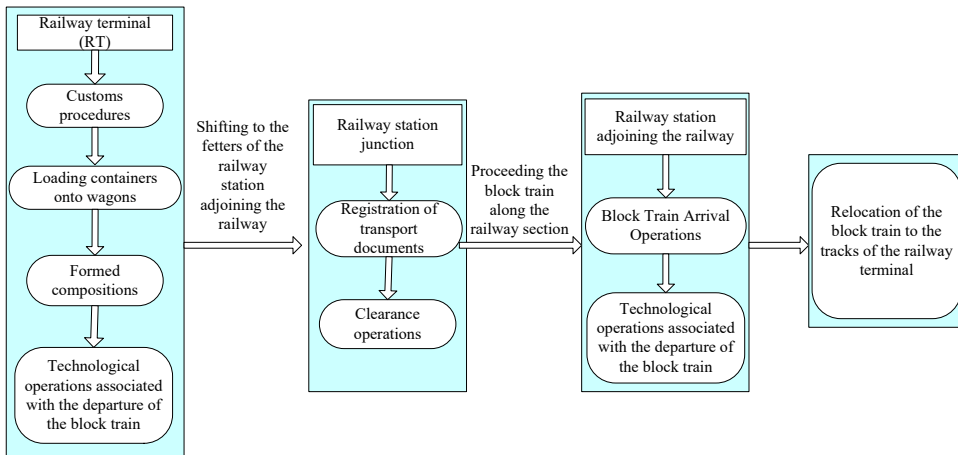 Railway terminal
(RT)
Customs
procedures
Loading containers
onto wagons
Formed
compositions
Technological
operations associated
with the departure of
the block train
Shifting to the
fetters of the
railway
station
adjoining the
railway
Railway station
junction
Registration of
transport
documents
Clearance
operations
Proceeding the
block train
along the
railway section
Railway station
adjoining the railway
Block Train Arrival
Operations
Technological
operations associated
with the departure of
the block train
Relocation of the
block train to the
tracks of the railway
terminal